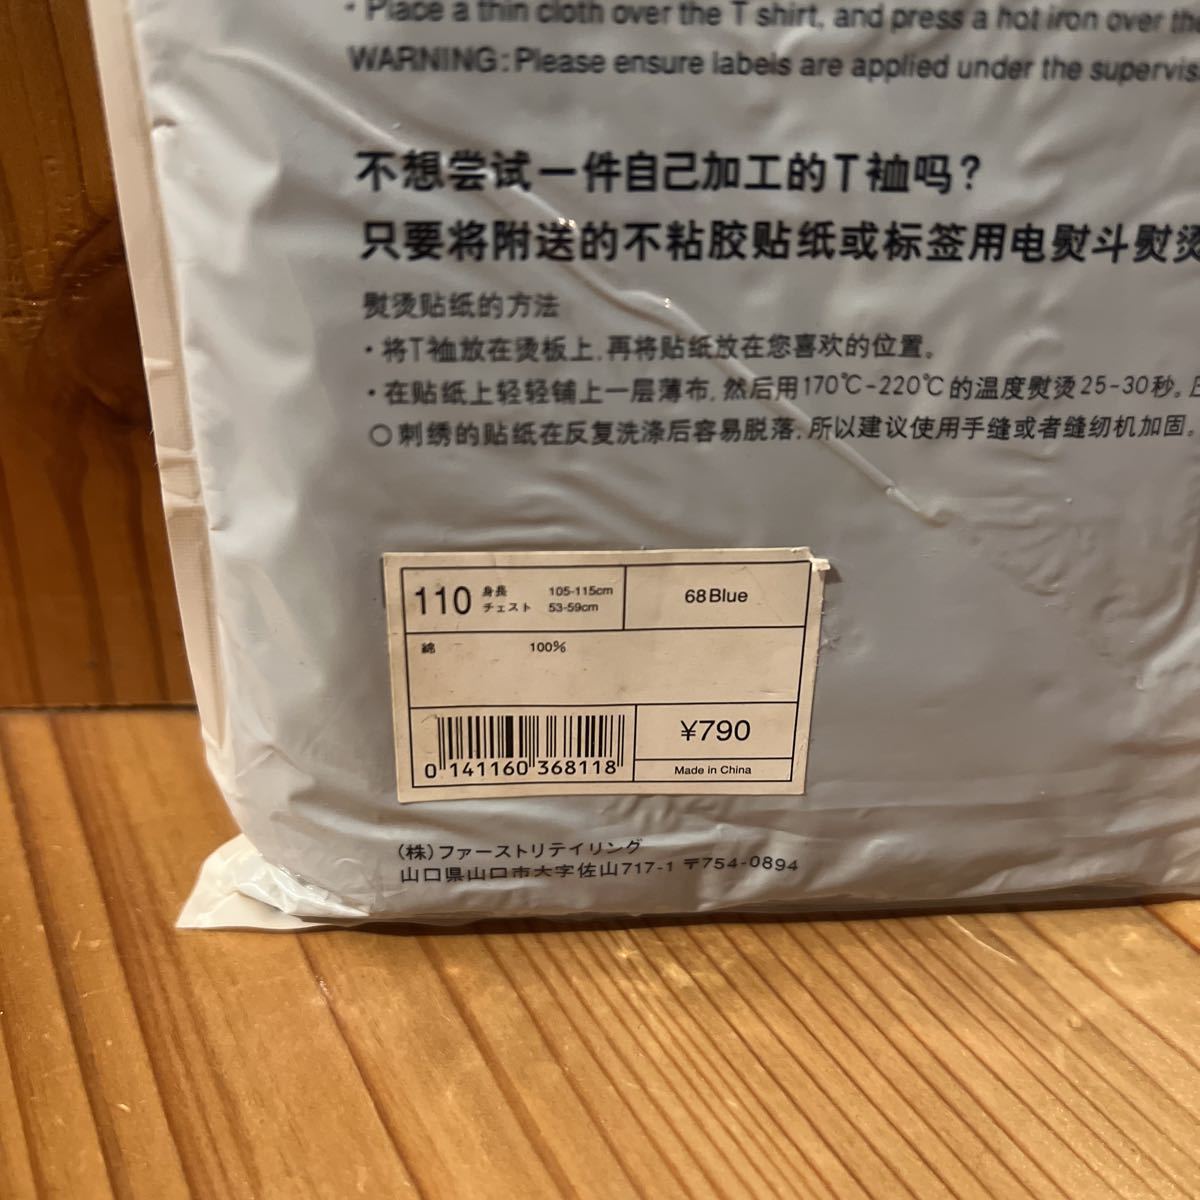 ・Place a thin cloth over the T shirt, and press a hot iron over the
WARNING:Please ensure labels are applied under the supervis
不想尝试一件自己加工的T裇吗?
只要将附送的不粘胶贴纸或标签用电熨斗熨烫
熨烫贴纸的方法
・将T裇放在烫板上,再将贴纸放在您喜欢的位置。
・在贴纸上轻轻铺上一层薄布,然后用170℃-220℃的温度熨烫25-30秒。
○刺绣的贴纸在反复洗涤后容易脱落,所以建议使用手缝或者缝纫机加固。
110 身長 105-115cm
チェスト 53-59cm
68Blue
綿 100%
¥790
0 141160 368118
Made in China
(株)ファーストリテイリング
山口県山口市大字佐山717-1 〒754-0894